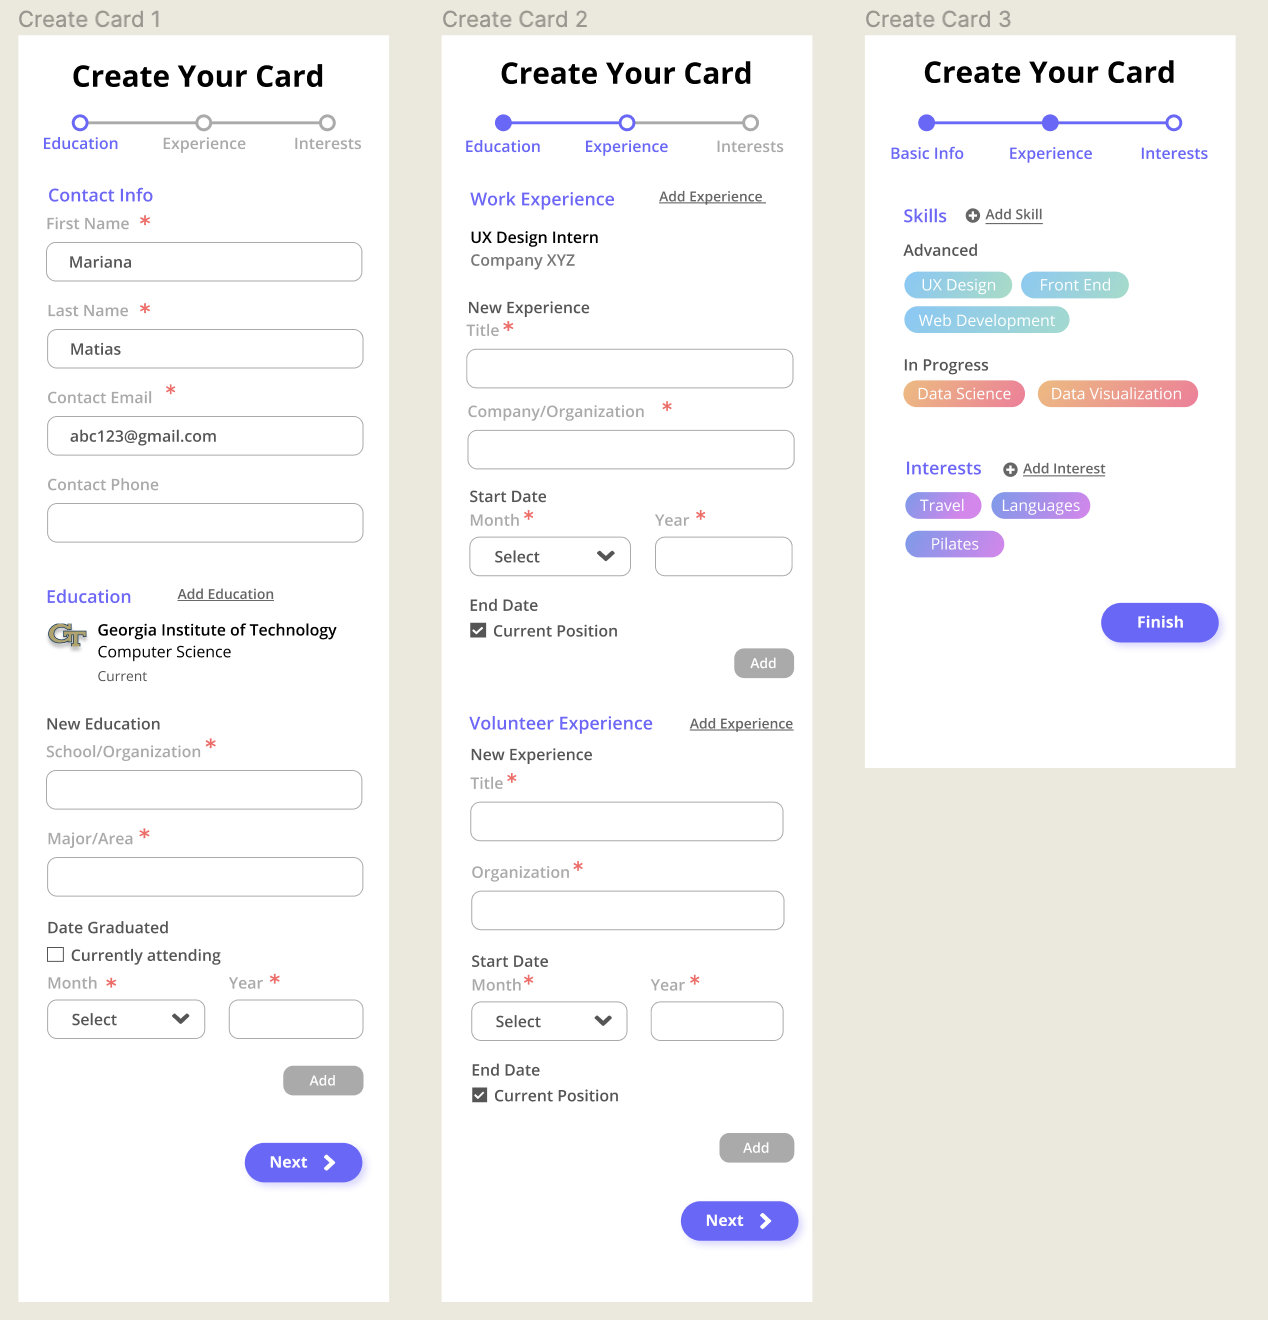 Create Card 1
Create Your Card
Education Experience Interests
Contact Info
First Name *
Mariana
Last Name *
Matias
Contact Email *
abc123@gmail.com
Contact Phone
Education Add Education
GT
Georgia Institute of Technology
Computer Science
Current
New Education
School/Organization *
Major/Area *
Date Graduated
Currently attending
Month * Year *
Select
Add
Next
Create Card 2
Create Your Card
Education Experience Interests
Work Experience Add Experience
UX Design Intern
Company XYZ
New Experience
Title *
Company/Organization *
Start Date
Month * Year *
Select
End Date
Current Position
Add
Volunteer Experience Add Experience
New Experience
Title *
Organization *
Start Date
Month * Year *
Select
End Date
Current Position
Add
Next
Create Card 3
Create Your Card
Basic Info Experience Interests
Skills Add Skill
Advanced
UX Design Front End
Web Development
In Progress
Data Science Data Visualization
Interests Add Interest
Travel Languages
Pilates
Finish